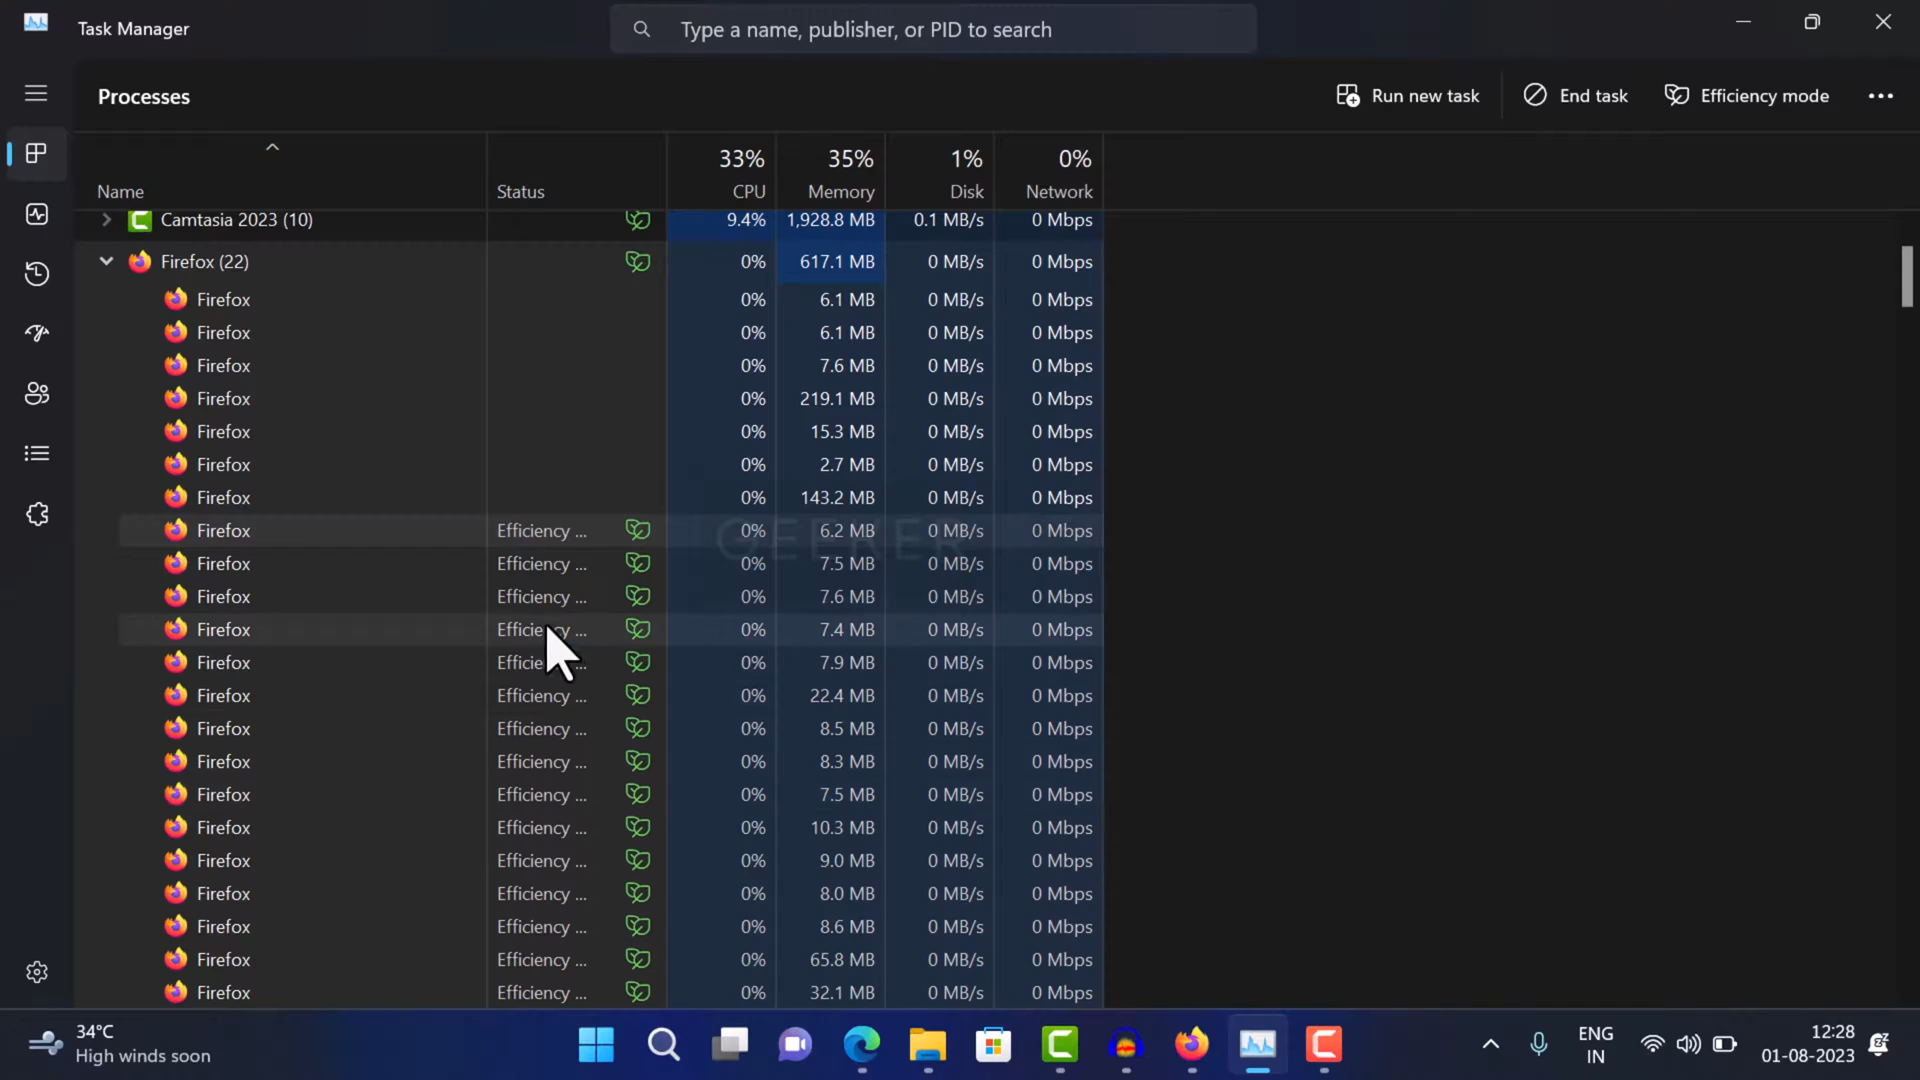 Task Manager
Type a name, publisher, or PID to search
Processes
Run new task
End task
Efficiency mode
33% 35% 1% 0%
Name Status CPU Memory Disk Network
Camtasia 2023 (10) 9.4% 1,928.8 MB 0.1 MB/s 0 Mbps
Firefox (22) 0% 617.1 MB 0 MB/s 0 Mbps
Firefox 0% 6.1 MB 0 MB/s 0 Mbps
Firefox 0% 6.1 MB 0 MB/s 0 Mbps
Firefox 0% 7.6 MB 0 MB/s 0 Mbps
Firefox 0% 219.1 MB 0 MB/s 0 Mbps
Firefox 0% 15.3 MB 0 MB/s 0 Mbps
Firefox 0% 2.7 MB 0 MB/s 0 Mbps
Firefox 0% 143.2 MB 0 MB/s 0 Mbps
Firefox Efficiency ... 0% 6.2 MB 0 MB/s 0 Mbps
GEEKER
Firefox Efficiency ... 0% 7.5 MB 0 MB/s 0 Mbps
Firefox Efficiency ... 0% 7.6 MB 0 MB/s 0 Mbps
Firefox Efficiency ... 0% 7.4 MB 0 MB/s 0 Mbps
Firefox Efficie ... 0% 7.9 MB 0 MB/s 0 Mbps
Firefox Efficiency ... 0% 22.4 MB 0 MB/s 0 Mbps
Firefox Efficiency ... 0% 8.5 MB 0 MB/s 0 Mbps
Firefox Efficiency ... 0% 8.3 MB 0 MB/s 0 Mbps
Firefox Efficiency ... 0% 7.5 MB 0 MB/s 0 Mbps
Firefox Efficiency ... 0% 10.3 MB 0 MB/s 0 Mbps
Firefox Efficiency ... 0% 9.0 MB 0 MB/s 0 Mbps
Firefox Efficiency ... 0% 8.0 MB 0 MB/s 0 Mbps
Firefox Efficiency ... 0% 8.6 MB 0 MB/s 0 Mbps
Firefox Efficiency ... 0% 65.8 MB 0 MB/s 0 Mbps
Firefox Efficiency ... 0% 32.1 MB 0 MB/s 0 Mbps
34°C
High winds soon
ENG
IN
12:28
01-08-2023